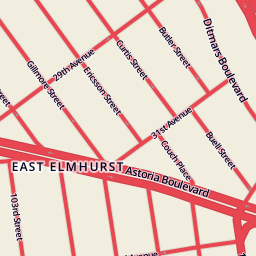 Ditmars Boulevard
Butler Street
Curtis Street
29th Avenue
Gillmore Street
Ericsson Street
31st Avenue
Buell Street
Couch Place
EAST ELMHURST
Astoria Boulevard
103rd Street
Avenue